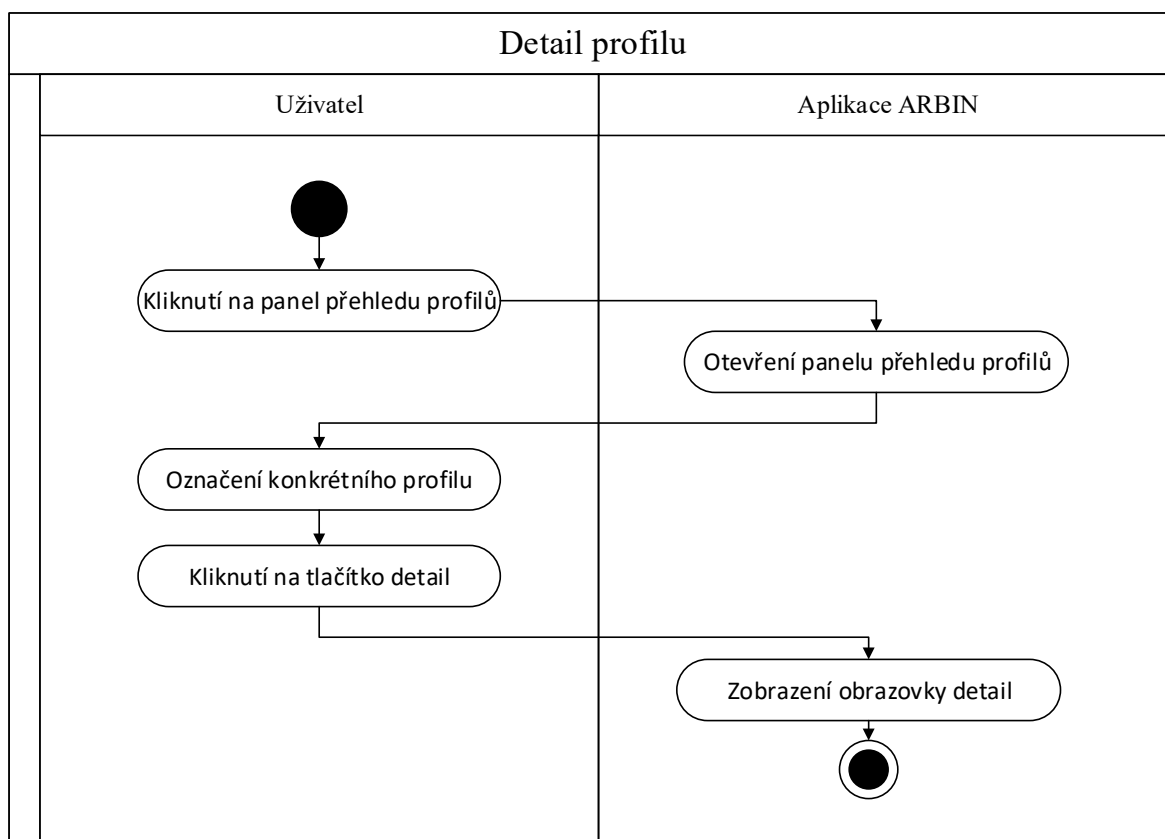 Detail profilu
Uživatel
Aplikace ARBIN
Kliknutí na panel přehledu profilů
Otevření panelu přehledu profilů
Označení konkrétního profilu
Kliknutí na tlačítko detail
Zobrazení obrazovky detail